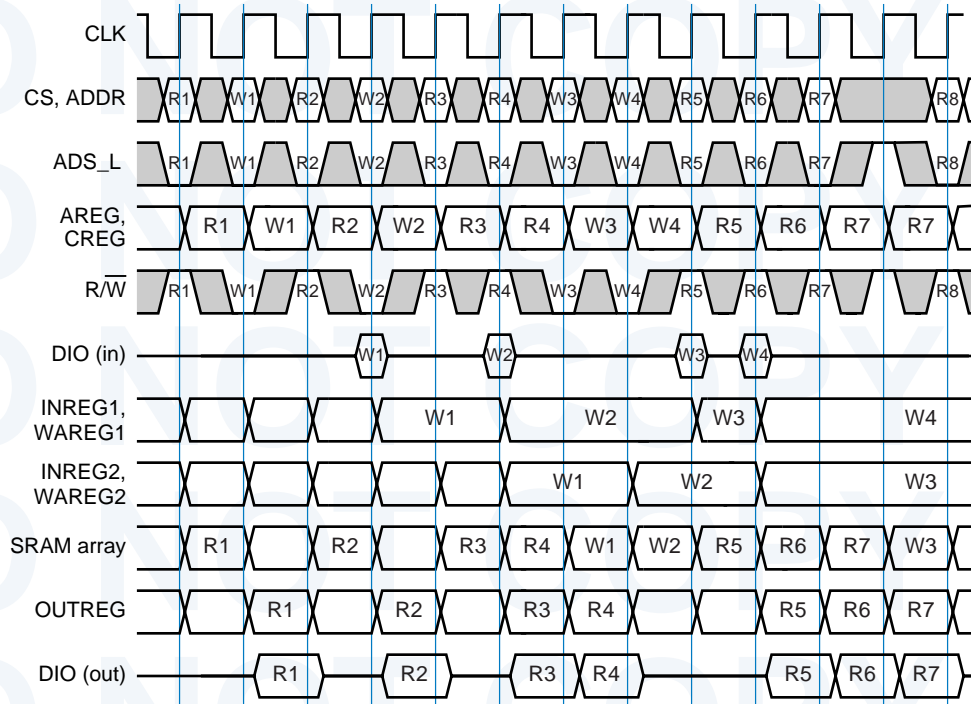 CLK
CS, ADDR R1 W1 R2 W2 R3 R4 W3 W4 R5 R6 R7 R8
ADS_L R1 W1 R2 W2 R3 R4 W3 W4 R5 R6 R7 R8
AREG,
CREG R1 W1 R2 W2 R3 R4 W3 W4 R5 R6 R7 R7
R/W R1 W1 R2 W2 R3 R4 W3 W4 R5 R6 R7 R8
DIO (in) W1 W2 W3 W4
INREG1,
WAREG1 W1 W2 W3 W4
INREG2,
WAREG2 W1 W2 W3
SRAM array R1 R2 R3 R4 W1 W2 R5 R6 R7 W3
OUTREG R1 R2 R3 R4 R5 R6 R7
DIO (out) R1 R2 R3 R4 R5 R6 R7
DO NOT COPY